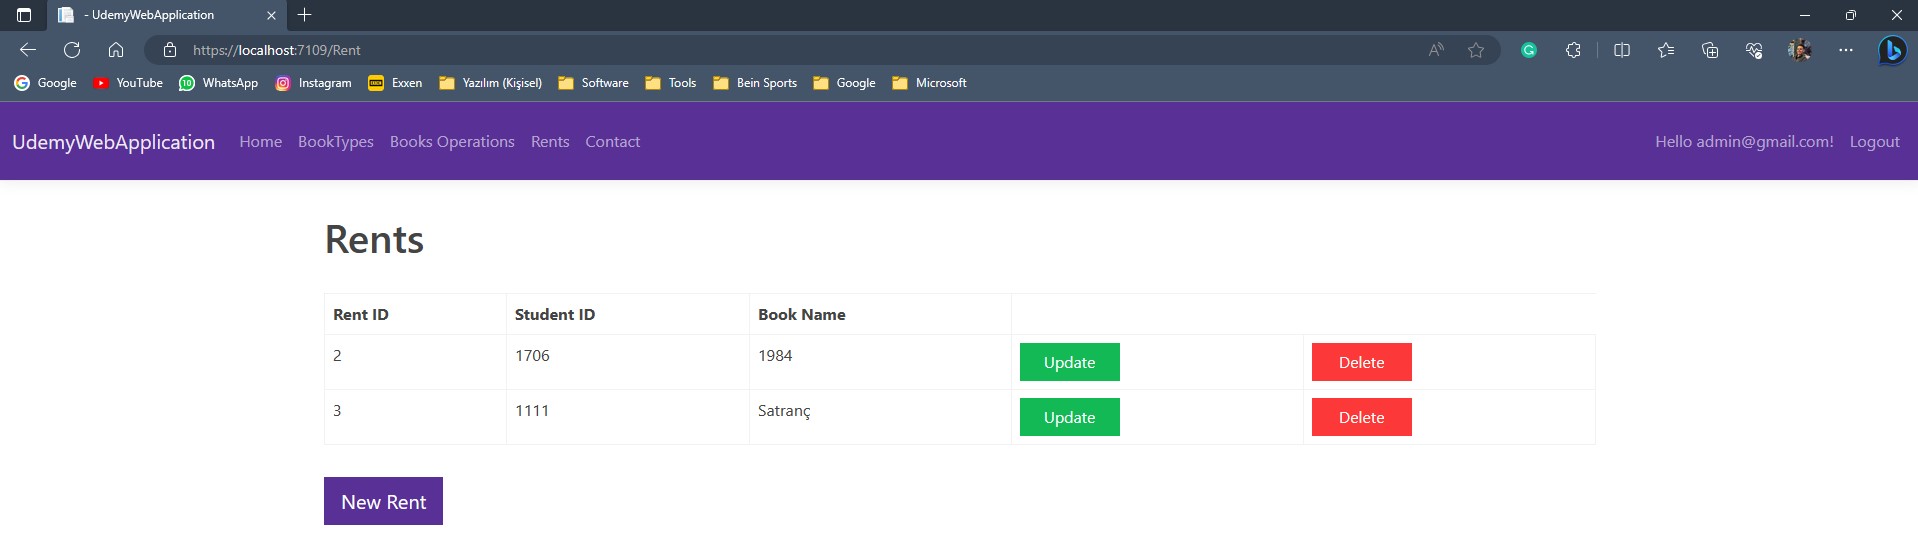 - UdemyWebApplication
https://localhost:7109/Rent
Google YouTube 10 WhatsApp Instagram Exxen Yazılım (Kişisel) Software Tools Bein Sports Google Microsoft
UdemyWebApplication Home BookTypes Books Operations Rents Contact Hello admin@gmail.com! Logout
Rents
Rent ID Student ID Book Name
2 1706 1984 Update Delete
3 1111 Satranç Update Delete
New Rent